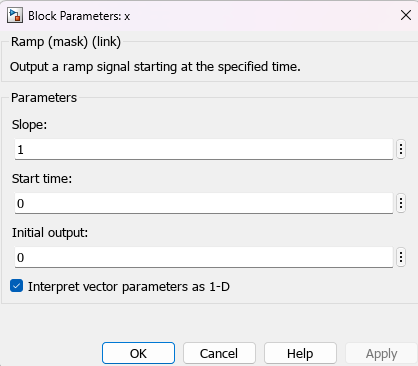 Block Parameters: x
Ramp (mask) (link)
Output a ramp signal starting at the specified time.
Parameters
Slope:
1
Start time:
0
Initial output:
0
Interpret vector parameters as 1-D
OK Cancel Help Apply